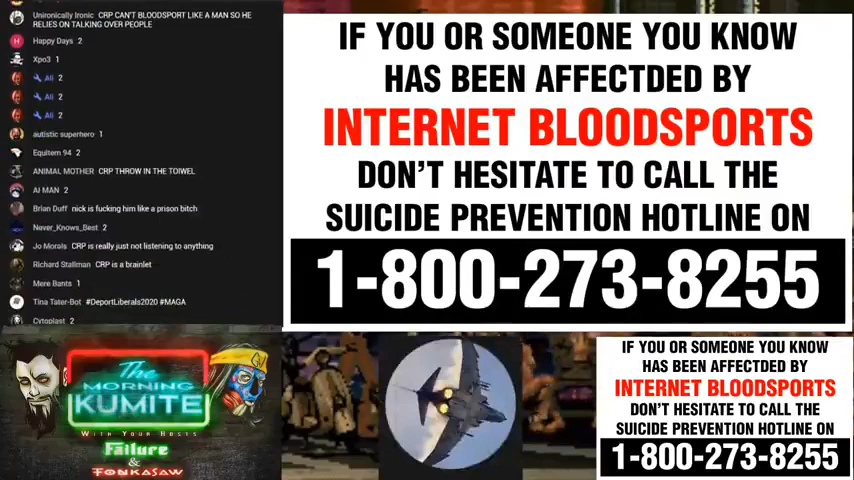 Unironically Ironic CRP CAN'T BLOODSPORT LIKE A MAN SO HE
RELIES ON TALKING OVER PEOPLE
Happy Days 2
Xpo3 1
Ali 2
Ali 2
Ali 2
autistic superhero 1
Equitem 94 2
ANIMAL MOTHER CRP THROW IN THE TOIWEL
AI MAN 2
Brian Duff nick is fucking him like a prison bitch
Never_Knows_Best 2
Jo Morals CRP is really just not listening to anything
Richard Stallman CRP is a brainlet
Mere Bants 1
Tina Tater-Bot #DeportLiberals2020 #MAGA
Cytoplast 2
IF YOU OR SOMEONE YOU KNOW
HAS BEEN AFFECTDED BY
INTERNET BLOODSPORTS
DON'T HESITATE TO CALL THE
SUICIDE PREVENTION HOTLINE ON
1-800-273-8255
The
MORNING
KUMITE
WITH YOUR HOSTS
Failure
&
TONKASAW
IF YOU OR SOMEONE YOU KNOW
HAS BEEN AFFECTDED BY
INTERNET BLOODSPORTS
DON'T HESITATE TO CALL THE
SUICIDE PREVENTION HOTLINE ON
1-800-273-8255